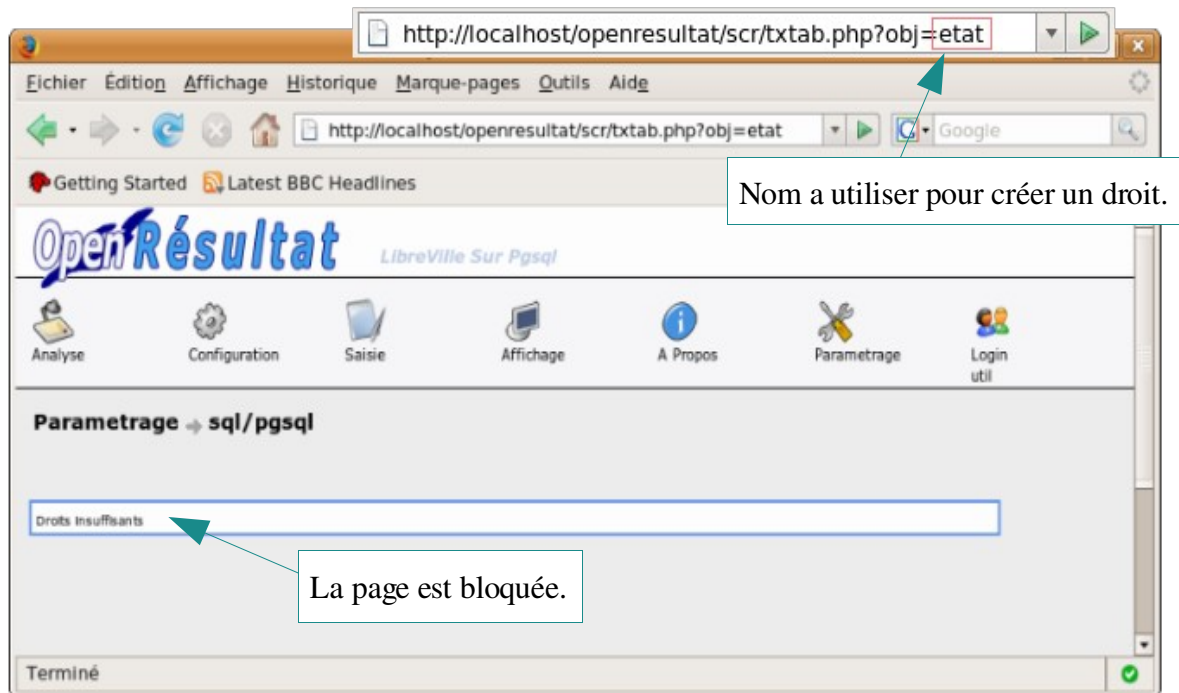 http://localhost/openresultat/scr/txtab.php?obj=etat
Fichier Édition Affichage Historique Marque-pages Outils Aide
http://localhost/openresultat/scr/txtab.php?obj=etat
Google
Getting Started Latest BBC Headlines
Nom a utiliser pour créer un droit.
OpenRésultat
LibreVille Sur Pgsql
Analyse Configuration Saisie Affichage A Propos Parametrage Login
util
Parametrage sql/pgsql
Droits Insuffisants
La page est bloquée.
Terminé